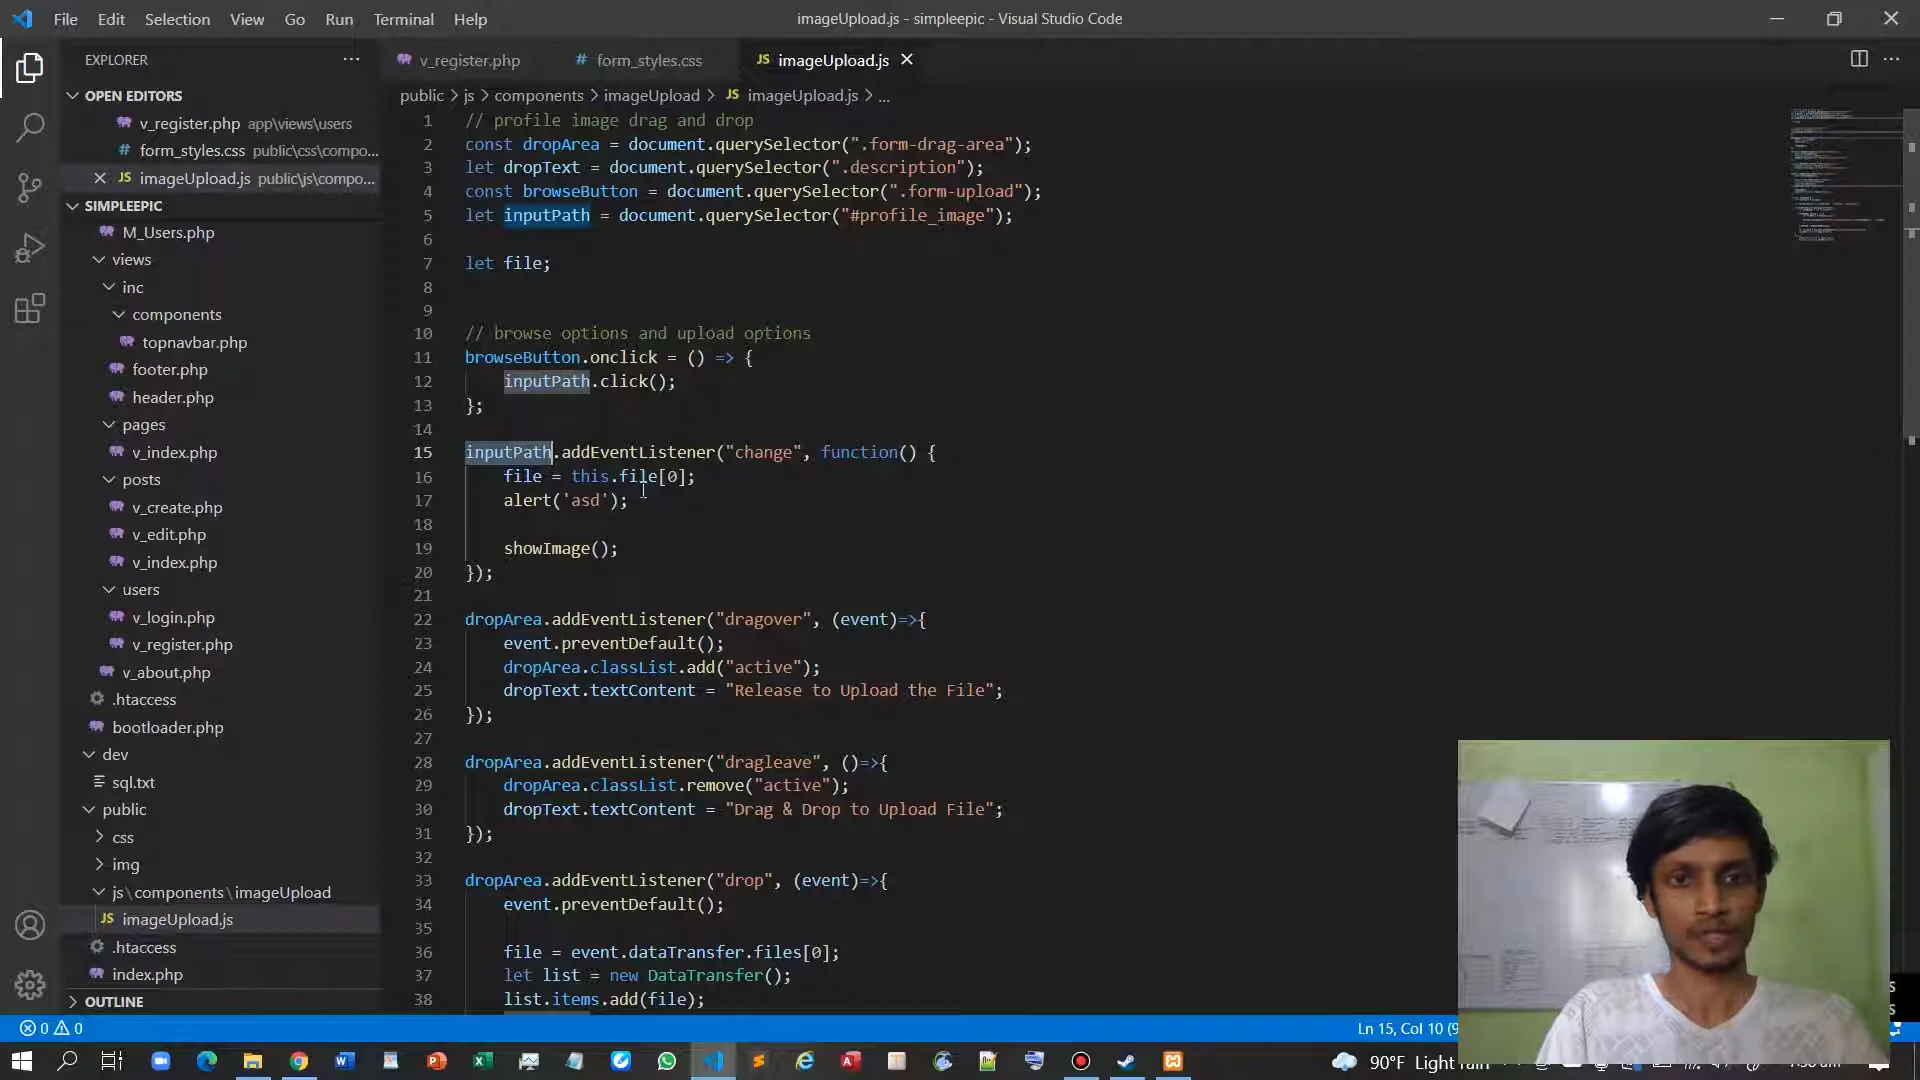 File Edit Selection View Go Run Terminal Help
imageUpload.js - simpleepic - Visual Studio Code
EXPLORER
OPEN EDITORS
v_register.php app\views\users
# form_styles.css public\css\compo...
JS imageUpload.js public\js\compo...
SIMPLEEPIC
M_Users.php
views
inc
components
topnavbar.php
footer.php
header.php
pages
v_index.php
posts
v_create.php
v_edit.php
v_index.php
users
v_login.php
v_register.php
v_about.php
.htaccess
bootloader.php
dev
sql.txt
public
css
img
js\components\imageUpload
JS imageUpload.js
.htaccess
index.php
OUTLINE
v_register.php
# form_styles.css
JS imageUpload.js
public > js > components > imageUpload > JS imageUpload.js > ...
1 // profile image drag and drop
2 const dropArea = document.querySelector(".form-drag-area");
3 let dropText = document.querySelector(".description");
4 const browseButton = document.querySelector(".form-upload");
5 let inputPath = document.querySelector("#profile_image");
6
7 let file;
8
9
10 // browse options and upload options
11 browseButton.onclick = () => {
12 inputPath.click();
13 };
14
15 inputPath.addEventListener("change", function() {
16 file = this.file[0];
17 alert('asd');
18
19 showImage();
20 });
21
22 dropArea.addEventListener("dragover", (event)=>{
23 event.preventDefault();
24 dropArea.classList.add("active");
25 dropText.textContent = "Release to Upload the File";
26 });
27
28 dropArea.addEventListener("dragleave", ()=>{
29 dropArea.classList.remove("active");
30 dropText.textContent = "Drag & Drop to Upload File";
31 });
32
33 dropArea.addEventListener("drop", (event)=>{
34 event.preventDefault();
35
36 file = event.dataTransfer.files[0];
37 let list = new DataTransfer();
38 list.items.add(file);
0 0
Ln 15, Col 10 (9
90°F Light rain